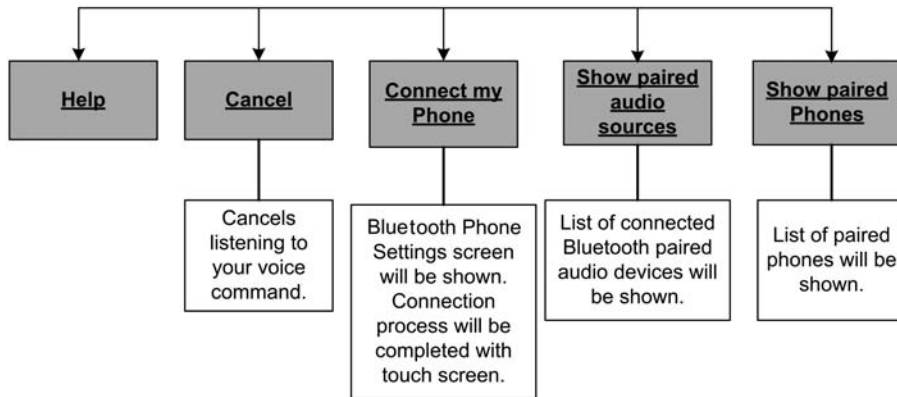 Help
Cancel
Connect my
Phone
Show paired
audio
sources
Show paired
Phones
Cancels
listening to
your voice
command.
Bluetooth Phone
Settings screen
will be shown.
Connection
process will be
completed with
touch screen.
List of connected
Bluetooth paired
audio devices will
be shown.
List of paired
phones will be
shown.